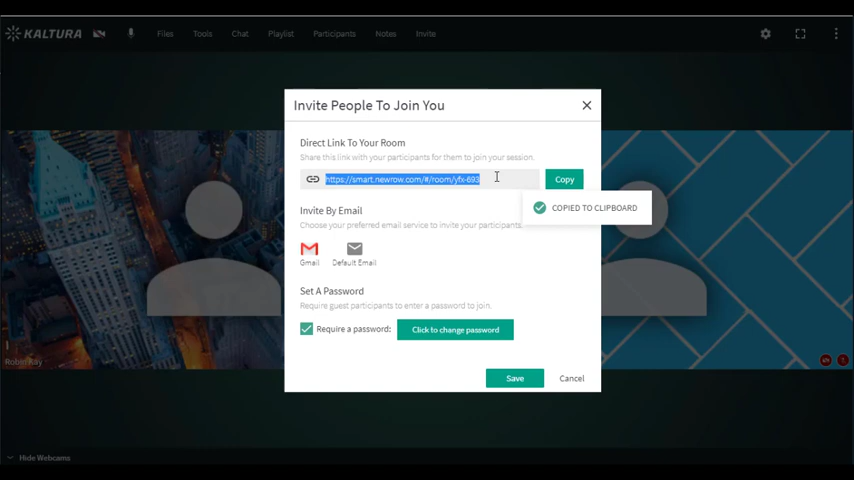 KALTURA Files Tools Chat Playlist Participants Notes Invite
Invite People To Join You
Direct Link To Your Room
Share this link with your participants for them to join your session.
https://smart.newrow.com/#/room/yfx-693 Copy
COPIED TO CLIPBOARD
Invite By Email
Choose your preferred email service to invite your participants.
Gmail Default Email
Set A Password
Require guest participants to enter a password to join.
Require a password: Click to change password
Robin Kay
Save Cancel
Hide Webcams